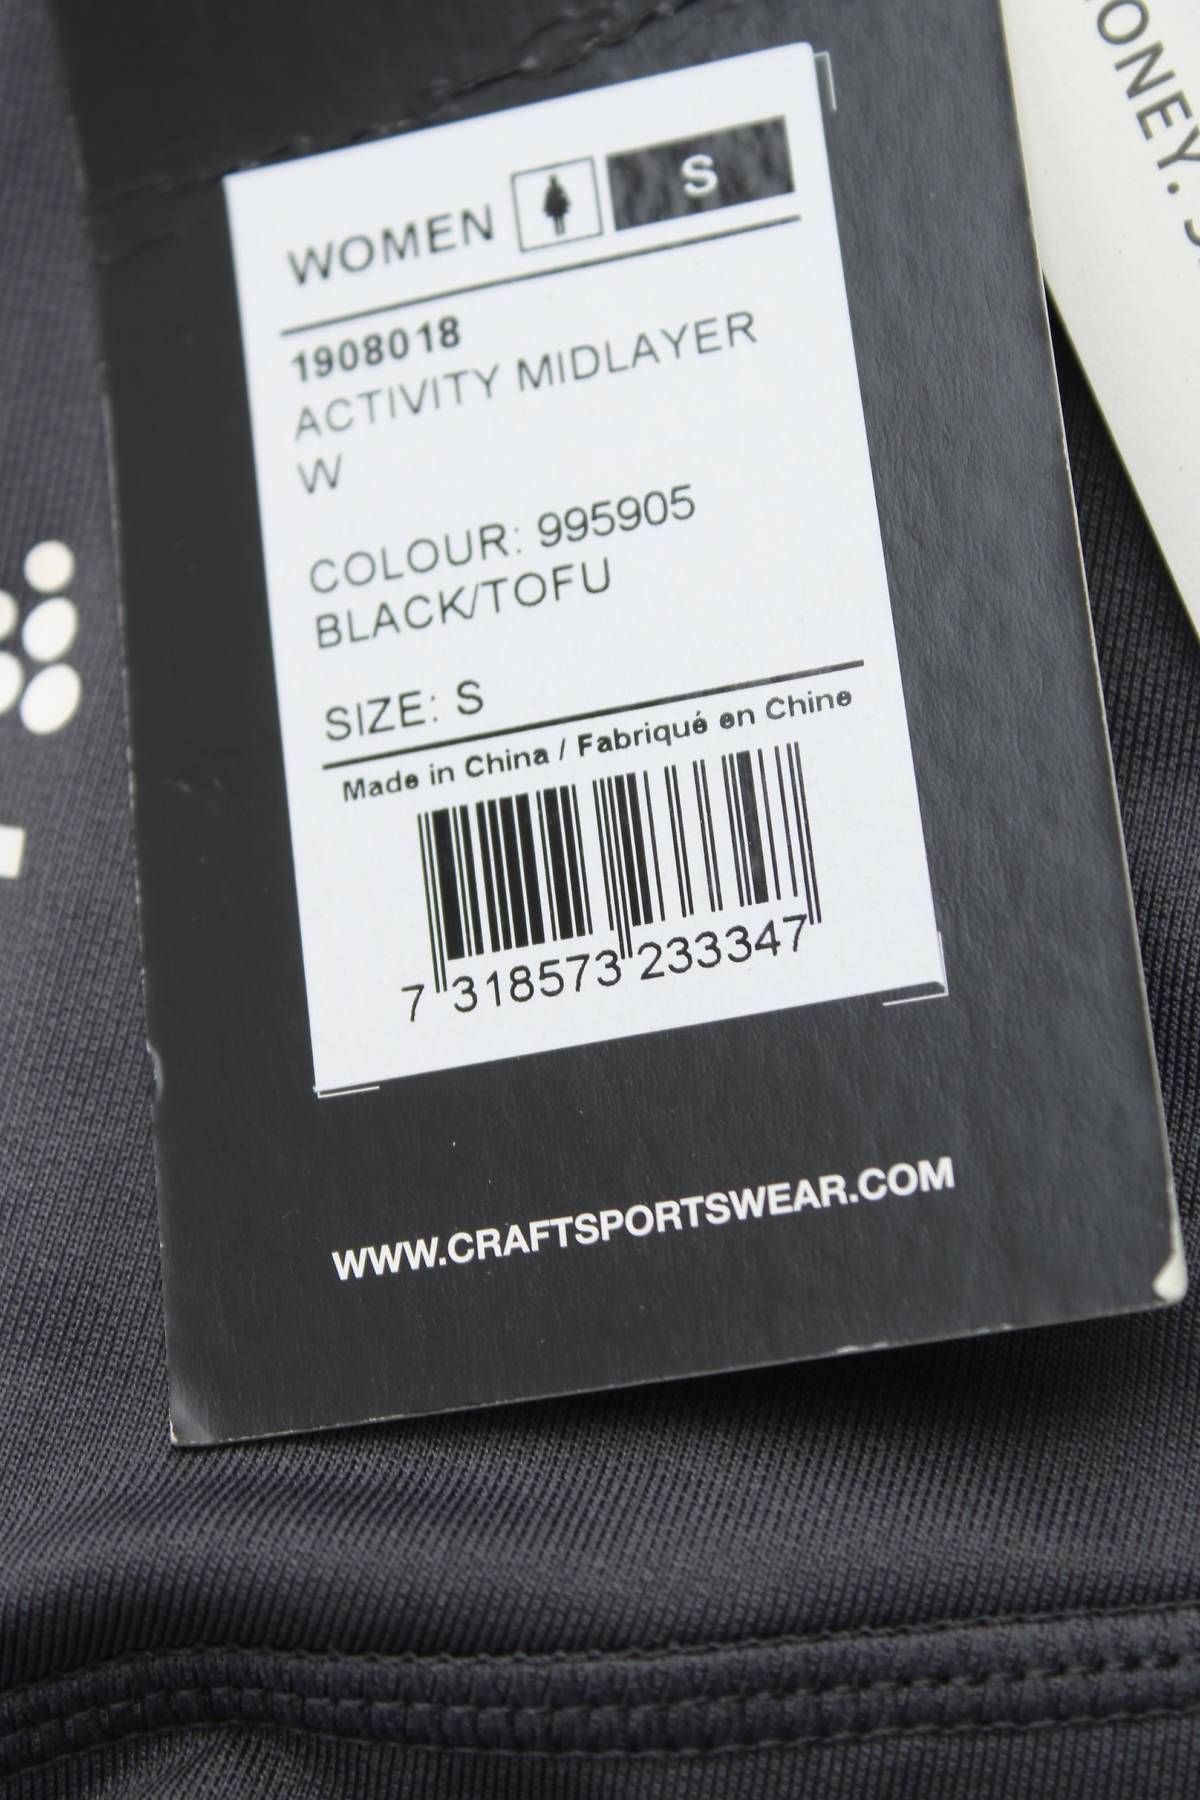 WOMEN S
1908018
ACTIVITY MIDLAYER
W
COLOUR: 995905
BLACK/TOFU
SIZE: S
Made in China / Fabriqué en Chine
7 318573 233347
WWW.CRAFTSPORTSWEAR.COM